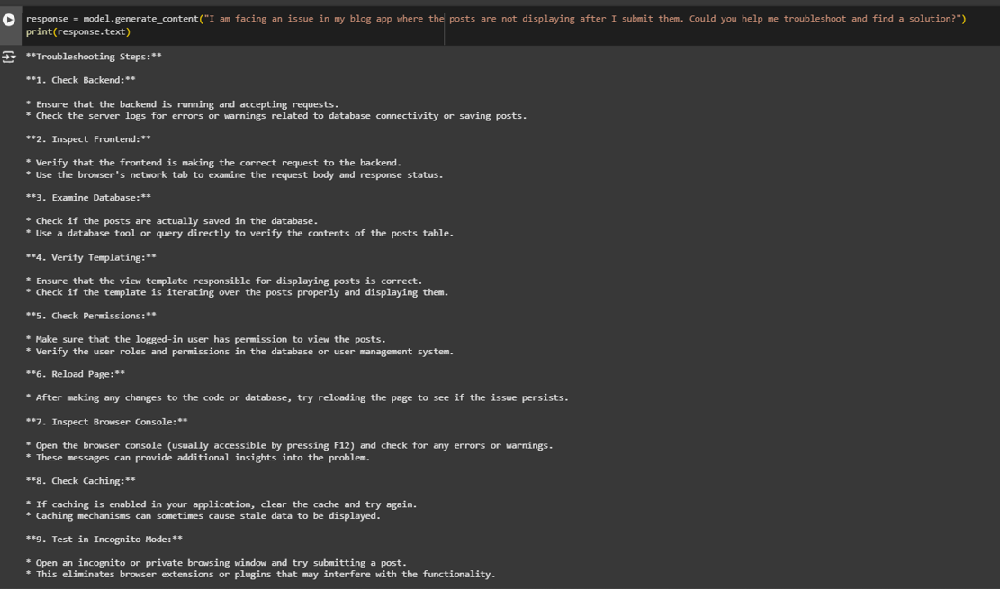 response = model.generate_content("I am facing an issue in my blog app where the posts are not displaying after I submit them. Could you help me troubleshoot and find a solution?")
print(response.text)
**Troubleshooting Steps:**
**1. Check Backend:**
* Ensure that the backend is running and accepting requests.
* Check the server logs for errors or warnings related to database connectivity or saving posts.
**2. Inspect Frontend:**
* Verify that the frontend is making the correct request to the backend.
* Use the browser's network tab to examine the request body and response status.
**3. Examine Database:**
* Check if the posts are actually saved in the database.
* Use a database tool or query directly to verify the contents of the posts table.
**4. Verify Templating:**
* Ensure that the view template responsible for displaying posts is correct.
* Check if the template is iterating over the posts properly and displaying them.
**5. Check Permissions:**
* Make sure that the logged-in user has permission to view the posts.
* Verify the user roles and permissions in the database or user management system.
**6. Reload Page:**
* After making any changes to the code or database, try reloading the page to see if the issue persists.
**7. Inspect Browser Console:**
* Open the browser console (usually accessible by pressing F12) and check for any errors or warnings.
* These messages can provide additional insights into the problem.
**8. Check Caching:**
* If caching is enabled in your application, clear the cache and try again.
* Caching mechanisms can sometimes cause stale data to be displayed.
**9. Test in Incognito Mode:**
* Open an incognito or private browsing window and try submitting a post.
* This eliminates browser extensions or plugins that may interfere with the functionality.